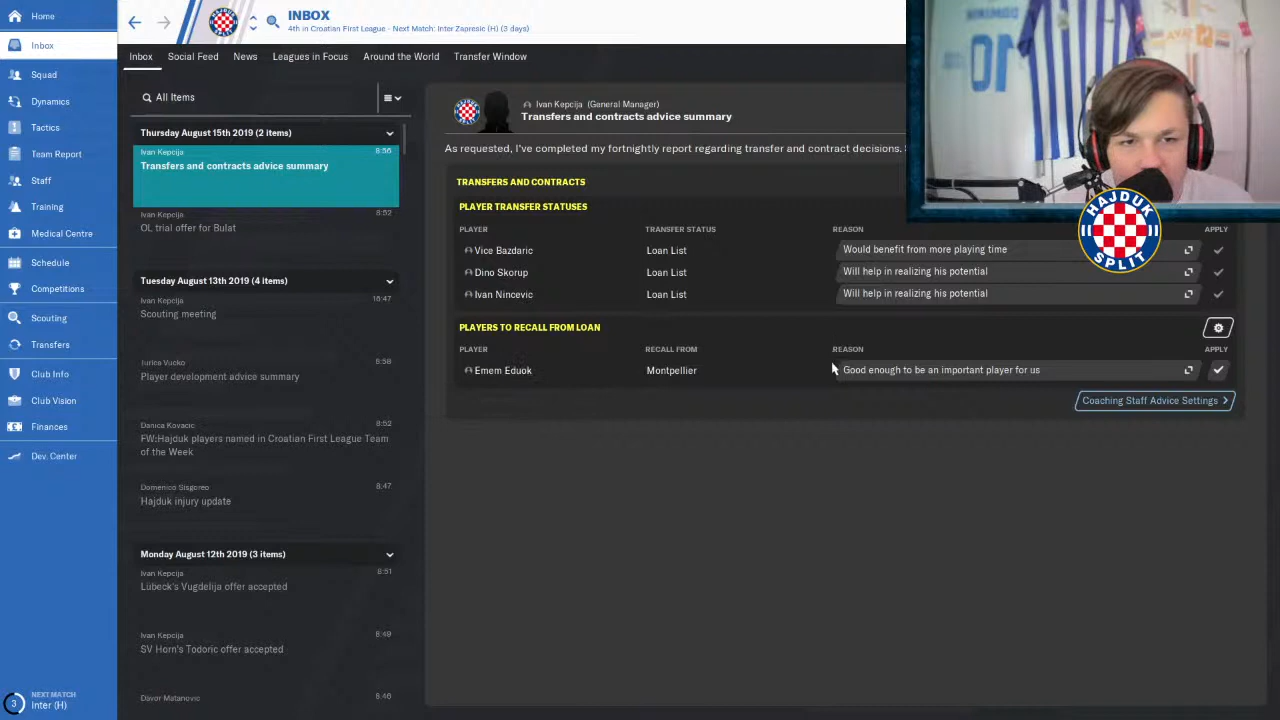 Home
Inbox
Squad
Dynamics
Tactics
Team Report
Staff
Training
Medical Centre
Schedule
Competitions
Scouting
Transfers
Club Info
Club Vision
Finances
Dev. Center
3
NEXT MATCH
Inter (H)
INBOX
4th in Croatian First League - Next Match: Inter Zapresic (H) (3 days)
Inbox
Social Feed
News
Leagues in Focus
Around the World
Transfer Window
All Items
Thursday August 15th 2019 (2 items)
Ivan Kepcija 8:56
Transfers and contracts advice summary
Ivan Kepcija 8:52
OL trial offer for Bulat
Tuesday August 13th 2019 (4 items)
Ivan Kepcija 16:47
Scouting meeting
Jurica Vucko 8:58
Player development advice summary
Danica Kovacic 8:52
FW:Hajduk players named in Croatian First League Team
of the Week
Domenico Sisgoreo 8:47
Hajduk injury update
Monday August 12th 2019 (3 items)
Ivan Kepcija 8:51
Lübeck's Vugdelija offer accepted
Ivan Kepcija 8:49
SV Horn's Todoric offer accepted
Davor Matanovic 8:46
Ivan Kepcija (General Manager)
Transfers and contracts advice summary
As requested, I've completed my fortnightly report regarding transfer and contract decisions.
TRANSFERS AND CONTRACTS
PLAYER TRANSFER STATUSES
PLAYER TRANSFER STATUS REASON APPLY
Vice Bazdaric Loan List Would benefit from more playing time
Dino Skorup Loan List Will help in realizing his potential
Ivan Nincevic Loan List Will help in realizing his potential
PLAYERS TO RECALL FROM LOAN
PLAYER RECALL FROM REASON APPLY
Emem Eduok Montpellier Good enough to be an important player for us
Coaching Staff Advice Settings
10
HAJDUK
SPLIT